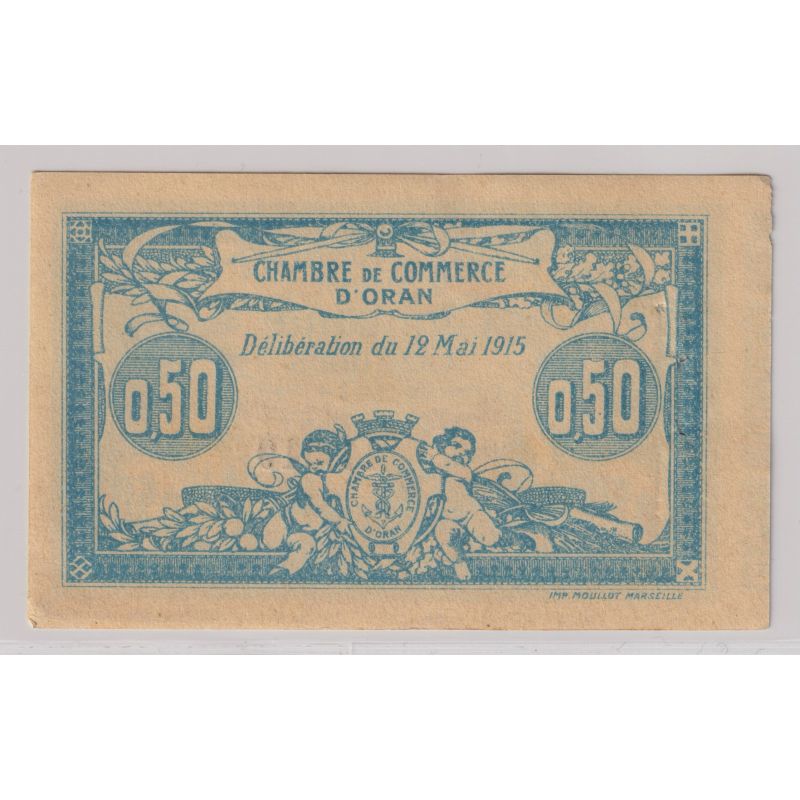 CHAMBRE DE COMMERCE
D'ORAN
Délibération du 12 Mai 1915
0,50
0,50
CHAMBRE DE COMMERCE
D'ORAN
IMP. MOULLOT MARSEILLE